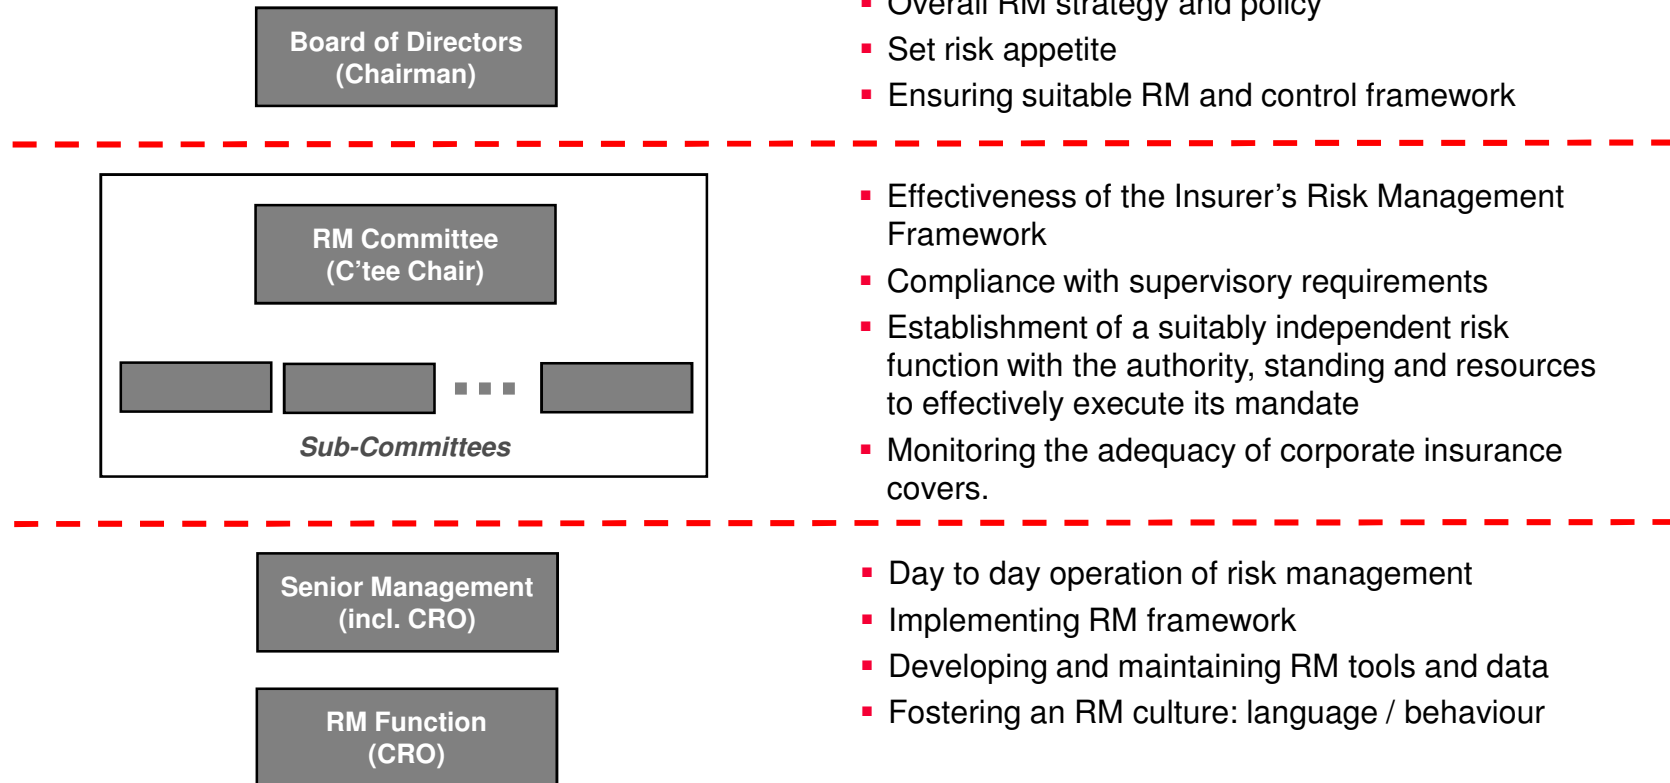 Overall RM strategy and policy
Board of Directors
(Chairman)
Set risk appetite
Ensuring suitable RM and control framework
RM Committee
(C'tee Chair)
Sub-Committees
Effectiveness of the Insurer’s Risk Management
Framework
Compliance with supervisory requirements
Establishment of a suitably independent risk
function with the authority, standing and resources
to effectively execute its mandate
Monitoring the adequacy of corporate insurance
covers.
Senior Management
(incl. CRO)
RM Function
(CRO)
Day to day operation of risk management
Implementing RM framework
Developing and maintaining RM tools and data
Fostering an RM culture: language / behaviour